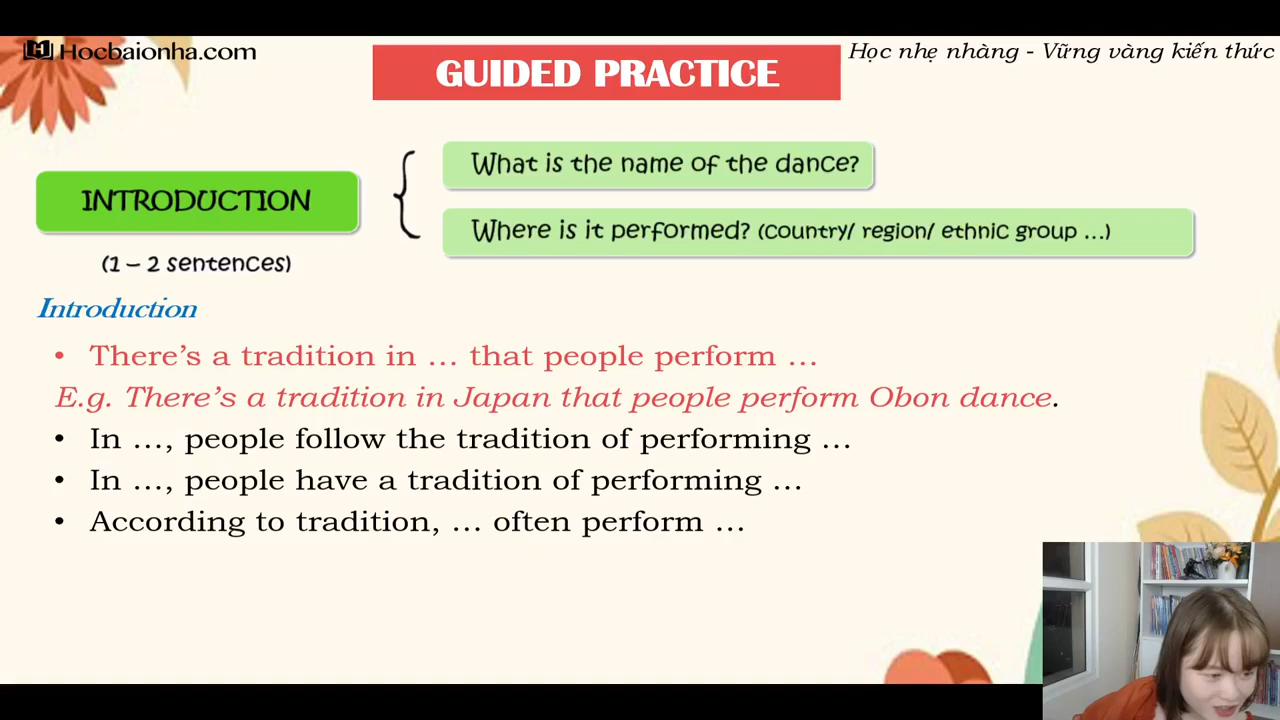 Hocbaionha.com
Học nhẹ nhàng - Vững vàng kiến thức
GUIDED PRACTICE
INTRODUCTION
(1 – 2 sentences)
What is the name of the dance?
Where is it performed? (country/ region/ ethnic group ...)
Introduction
• There's a tradition in … that people perform …
E.g. There's a tradition in Japan that people perform Obon dance.
• In …, people follow the tradition of performing …
• In …, people have a tradition of performing …
• According to tradition, … often perform …